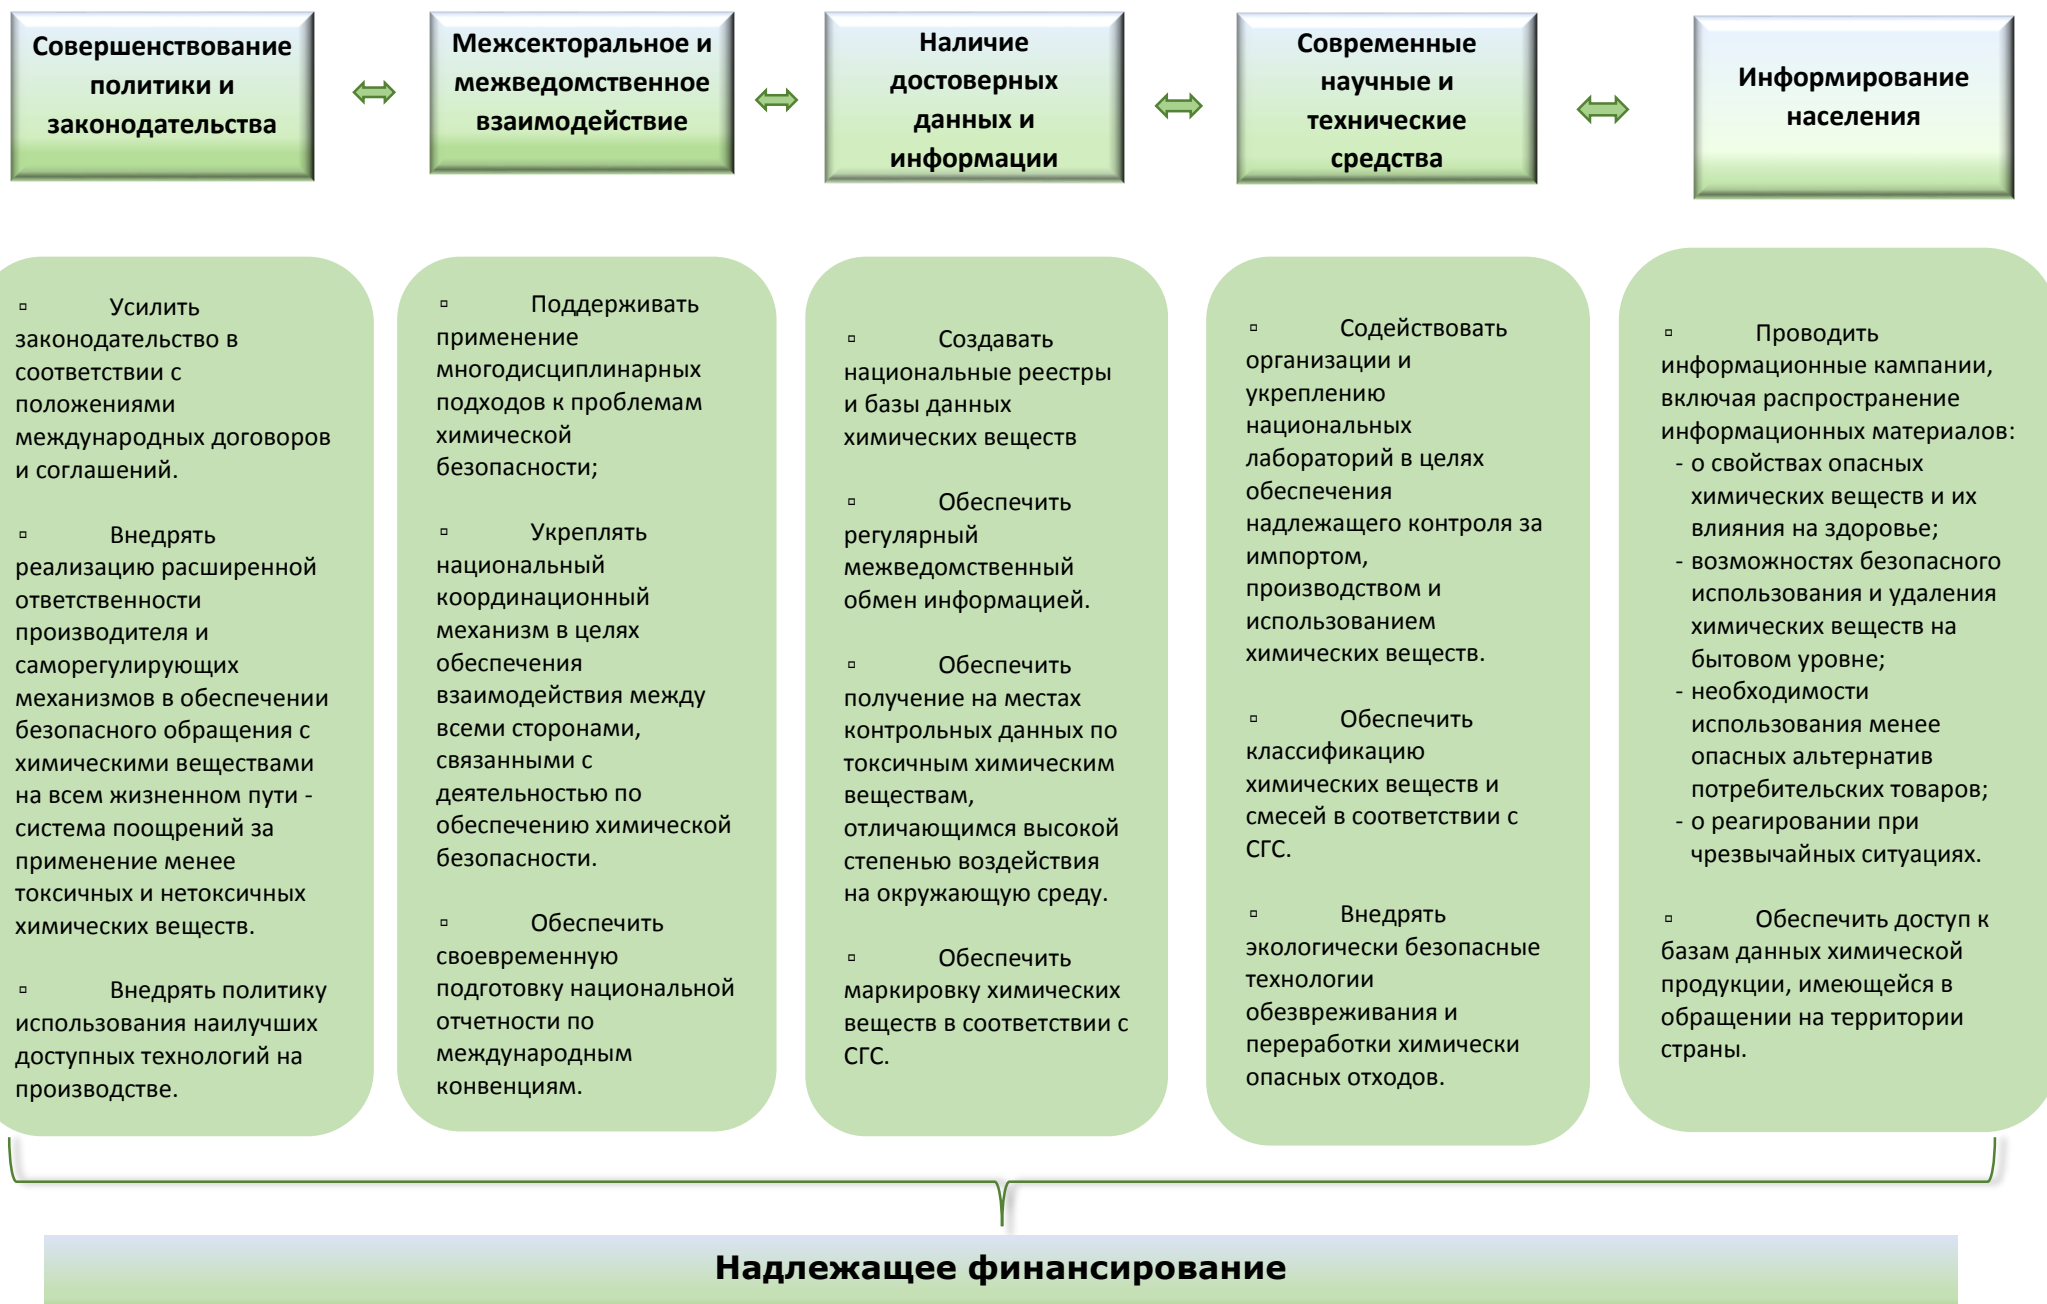 Совершенствование
политики и
законодательства
Межсекторальное и
межведомственное
взаимодействие
Наличие
достоверных
данных и
информации
Современные
научные и
технические
средства
Информирование
населения
▫ Усилить
законодательство в
соответствии с
положениями
международных договоров
и соглашений.
▫ Внедрять
реализацию расширенной
ответственности
производителя и
саморегулирующих
механизмов в обеспечении
безопасного обращения с
химическими веществами
на всем жизненном пути -
система поощрений за
применение менее
токсичных и нетоксичных
химических веществ.
▫ Внедрять политику
использования наилучших
доступных технологий на
производстве.
▫ Поддерживать
применение
многодисциплинарных
подходов к проблемам
химической
безопасности;
▫ Укреплять
национальный
координационный
механизм в целях
обеспечения
взаимодействия между
всеми сторонами,
связанными с
деятельностью по
обеспечению химической
безопасности.
▫ Обеспечить
своевременную
подготовку национальной
отчетности по
международным
конвенциям.
▫ Создавать
национальные реестры
и базы данных
химических веществ
▫ Обеспечить
регулярный
межведомственный
обмен информацией.
▫ Обеспечить
получение на местах
контрольных данных по
токсичным химическим
веществам,
отличающимся высокой
степенью воздействия
на окружающую среду.
▫ Обеспечить
маркировку химических
веществ в соответствии с
СГС.
▫ Содействовать
организации и
укреплению
национальных
лабораторий в целях
обеспечения
надлежащего контроля за
импортом,
производством и
использованием
химических веществ.
▫ Обеспечить
классификацию
химических веществ и
смесей в соответствии с
СГС.
▫ Внедрять
экологически безопасные
технологии
обезвреживания и
переработки химически
опасных отходов.
▫ Проводить
информационные кампании,
включая распространение
информационных материалов:
- о свойствах опасных
химических веществ и их
влияния на здоровье;
- возможностях безопасного
использования и удаления
химических веществ на
бытовом уровне;
- необходимости
использования менее
опасных альтернатив
потребительских товаров;
- о реагировании при
чрезвычайных ситуациях.
▫ Обеспечить доступ к
базам данных химической
продукции, имеющейся в
обращении на территории
страны.
Надлежащее финансирование